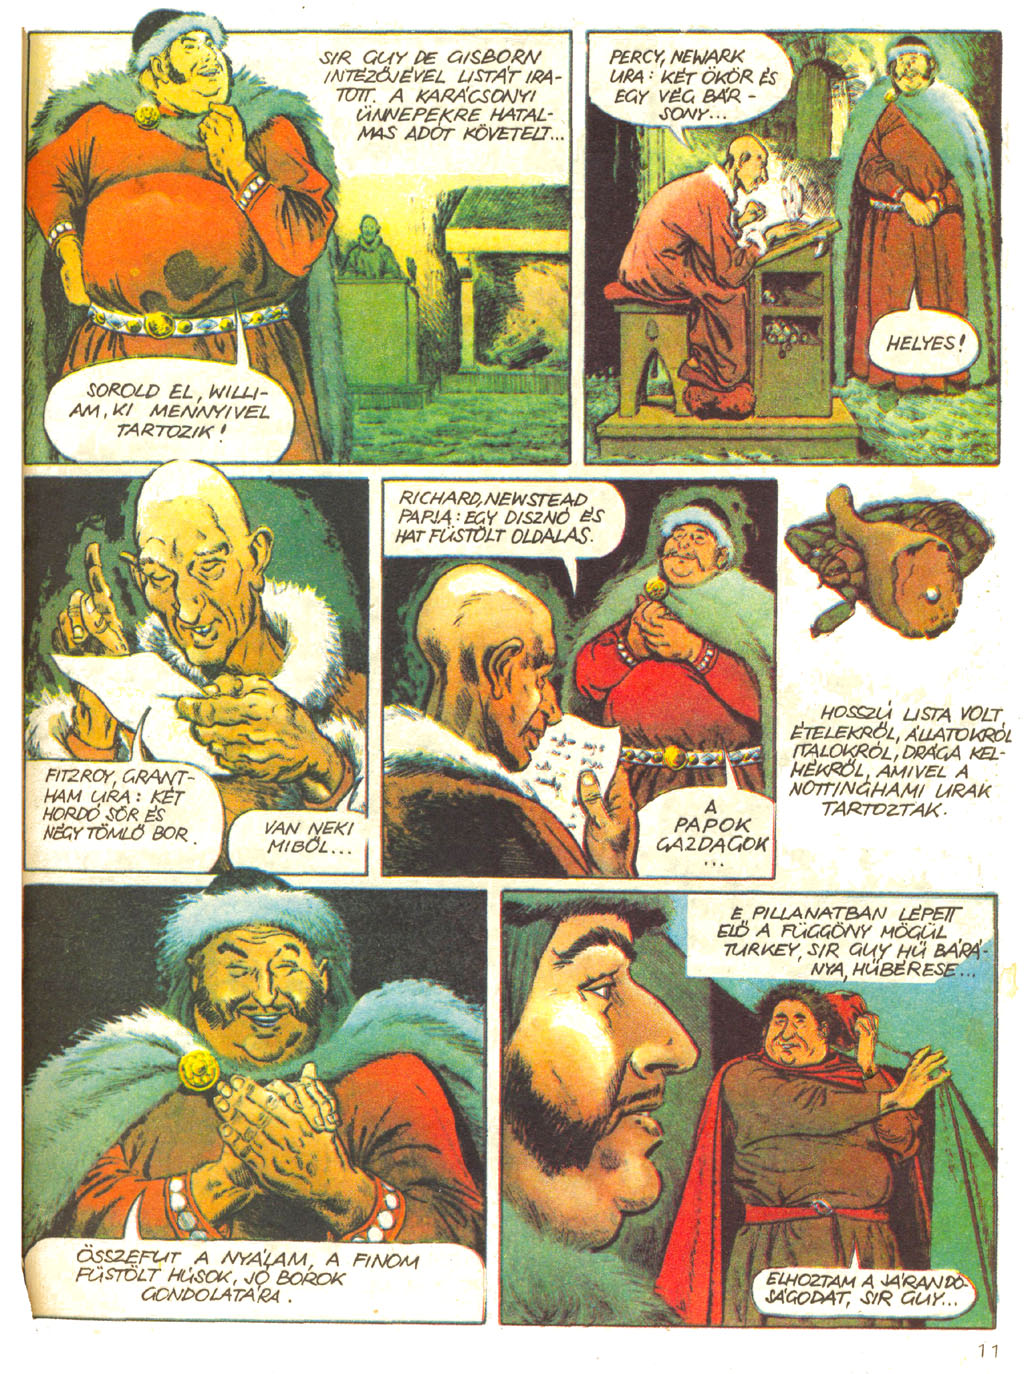 SIR GUY DE GISBORN
INTÉZŐJÉVEL LISTÁT IRA-
TOTT. A KARÁCSONYI
ÜNNEPEKRE HATAL-
MAS ADÓT KÖVETELT...
SOROLD EL, WILLI-
AM, KI MENNYIVEL
TARTOZIK!
PERCY, NEWARK
URA: KÉT ÖKÖR ÉS
EGY VÉG BÁR-
SONY...
HELYES!
FITZROY, GRANT-
HAM URA: KÉT
HORDÓ SÖR ÉS
NÉGY TÖMLŐ BOR.
VAN NEKI
MIBŐL...
RICHARD, NEWSTEAD
PAPJA: EGY DISZNÓ ÉS
HAT FÜSTÖLT OLDALAS.
A
PAPOK
GAZDAGOK
...
HOSSZÚ LISTA VOLT
ÉTELEKRŐL, ÁLLATOKRÓL
ITALOKRÓL, DRÁGA KEL-
MÉKRŐL, AMIVEL A
NOTTINGHAMI URAK
TARTOZTAK.
ÖSSZEFUT A NYÁLAM, A FINOM
FÜSTÖLT HÚSOK, JÓ BOROK
GONDOLATÁRA.
E PILLANATBAN LÉPETT
ELŐ A FÜGGÖNY MÖGÜL
TURKEY, SIR GUY HŰ BÁRÁ-
NYA, HŰBÉRESE...
ELHOZTAM A JÁRANDÓ-
SÁGODAT, SIR GUY...
11